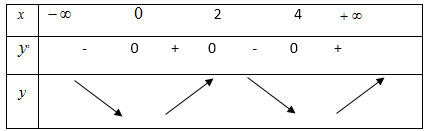 x −∞ 0 2 4 +∞
y' - 0 + 0 - 0 +
y